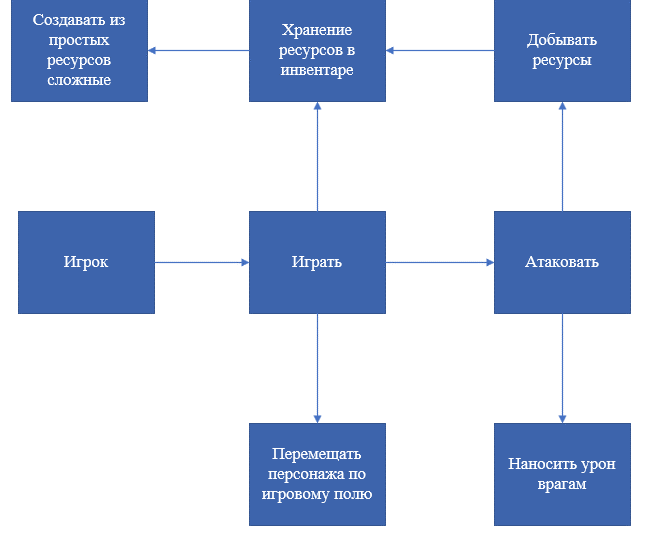 Создавать из
простых
ресурсов
сложные
Хранение
ресурсов в
инвентаре
Добывать
ресурсы
Игрок
Играть
Атаковать
Перемещать
персонажа по
игровому полю
Наносить урон
врагам